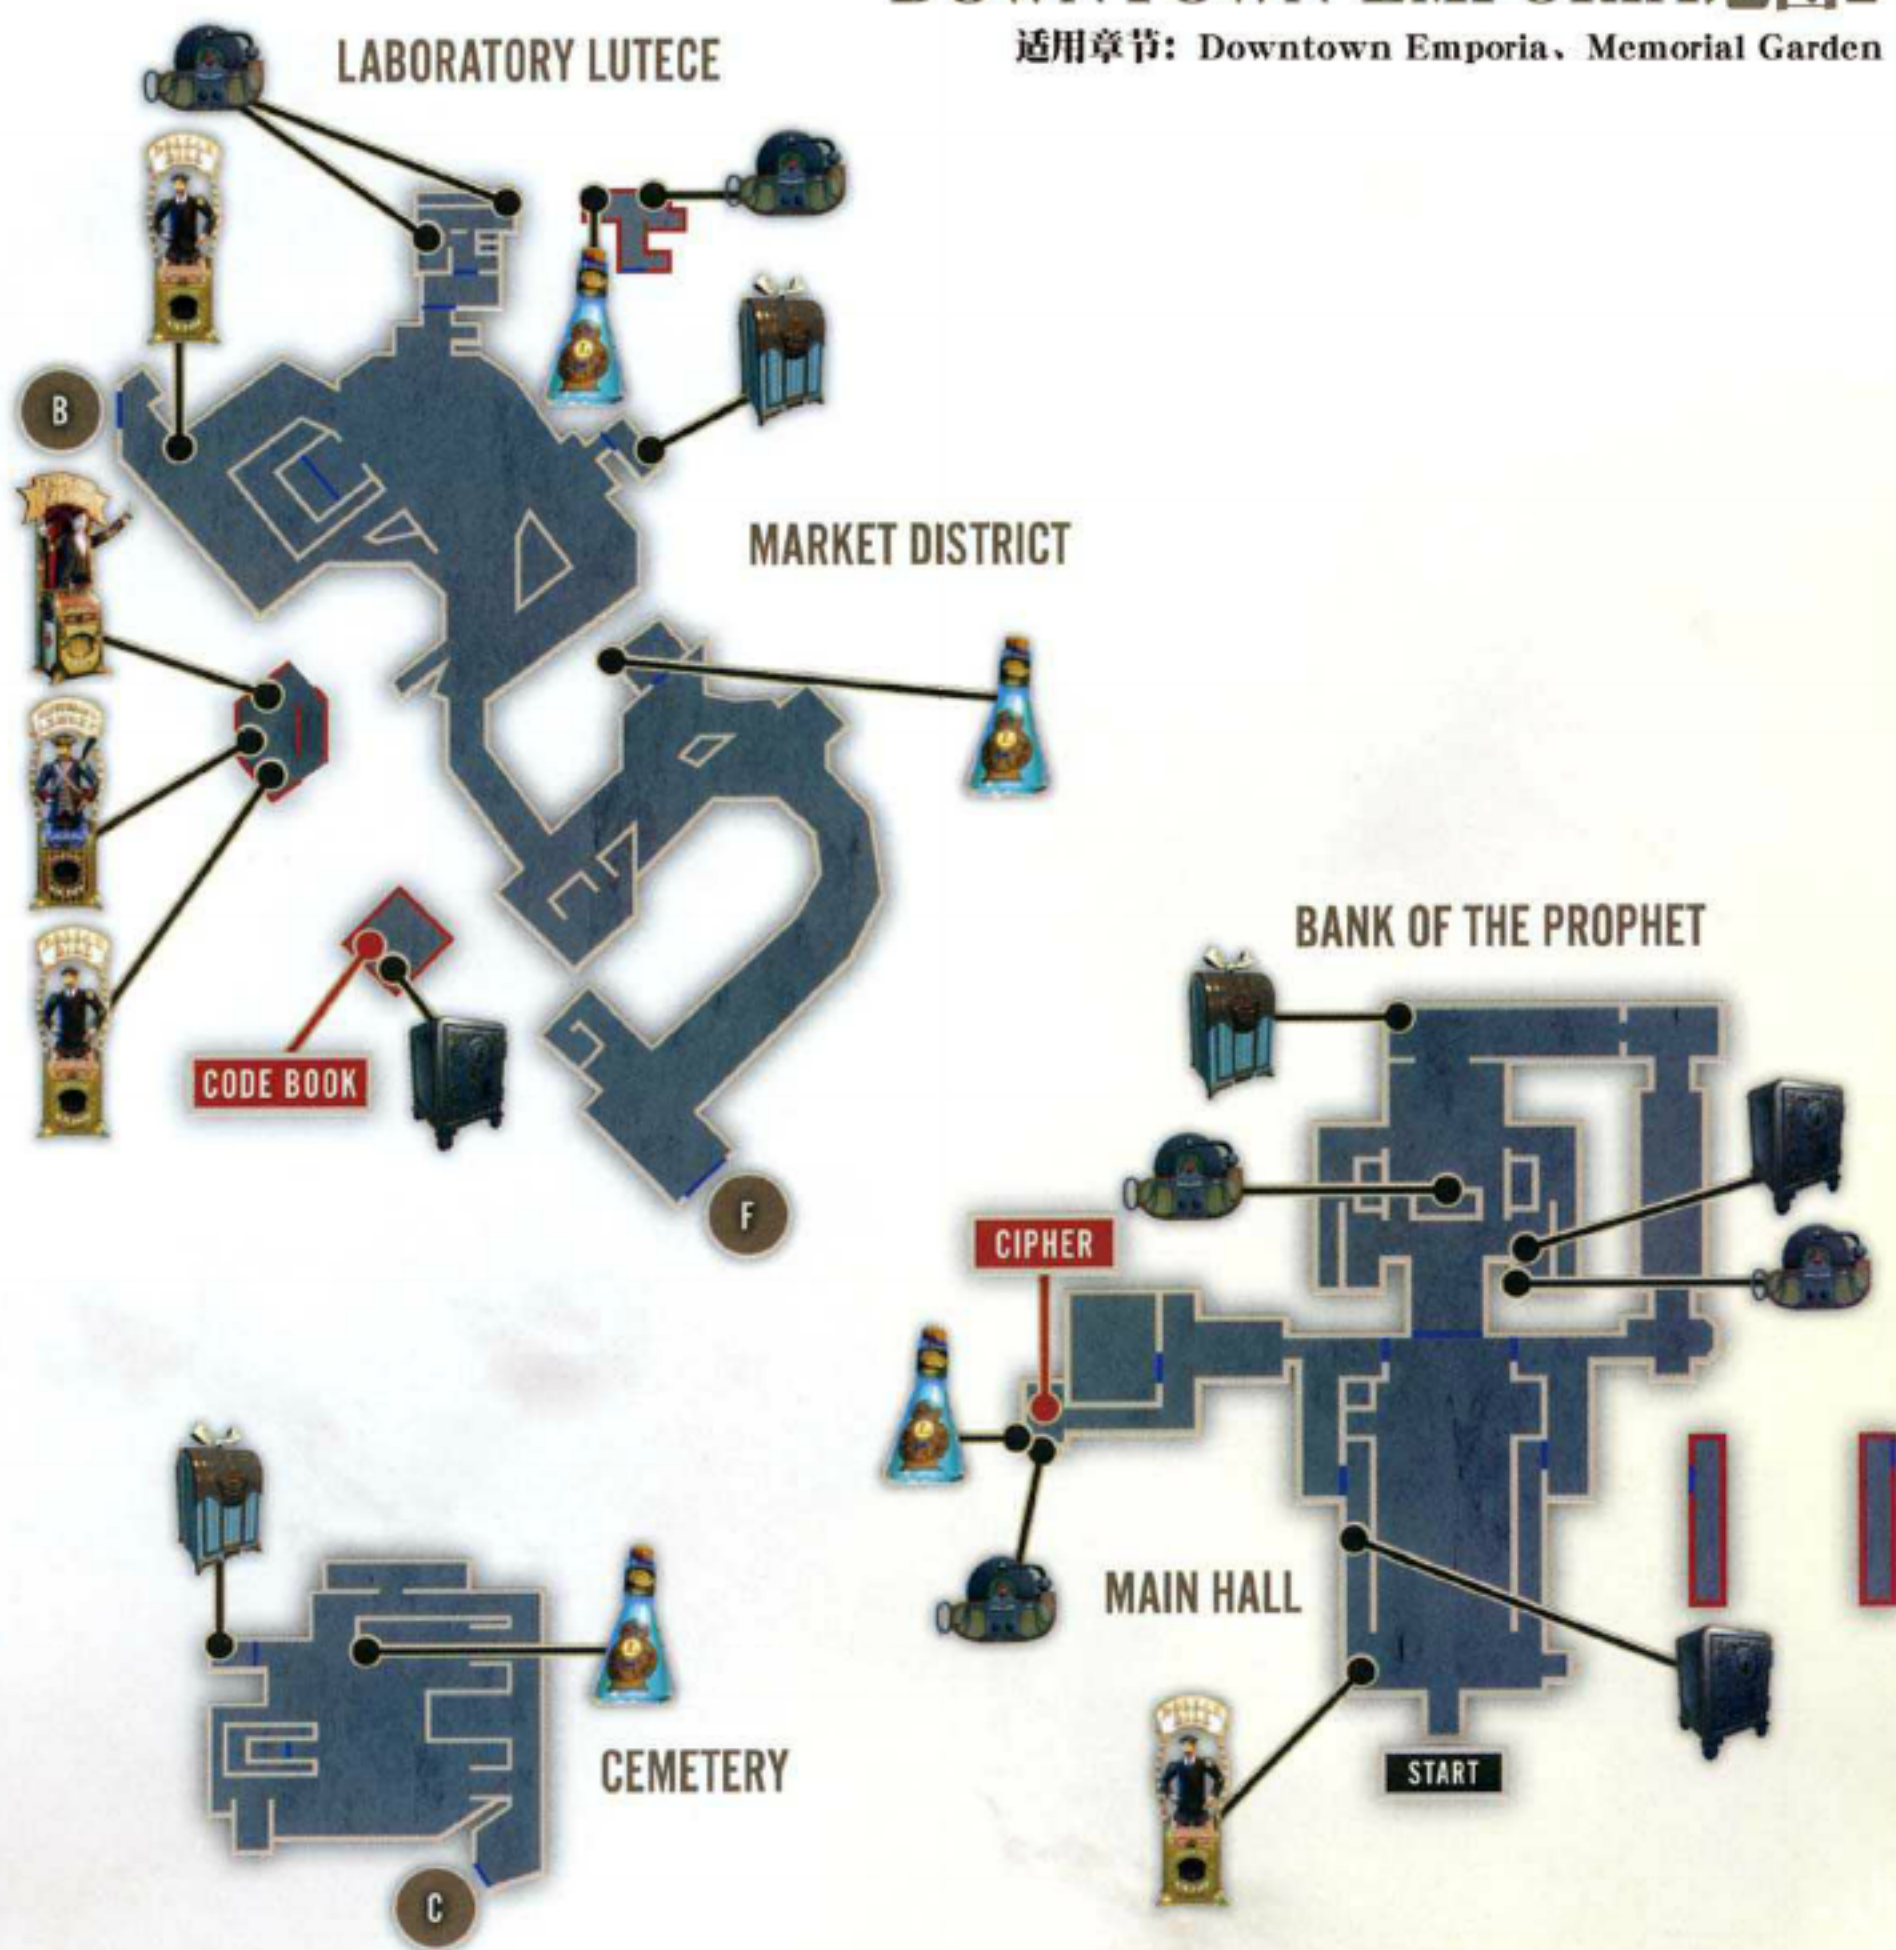 适用章节：Downtown Emporia、Memorial Garden
LABORATORY LUTECE
B
MARKET DISTRICT
CODE BOOK
F
BANK OF THE PROPHET
CIPHER
MAIN HALL
START
CEMETERY
C